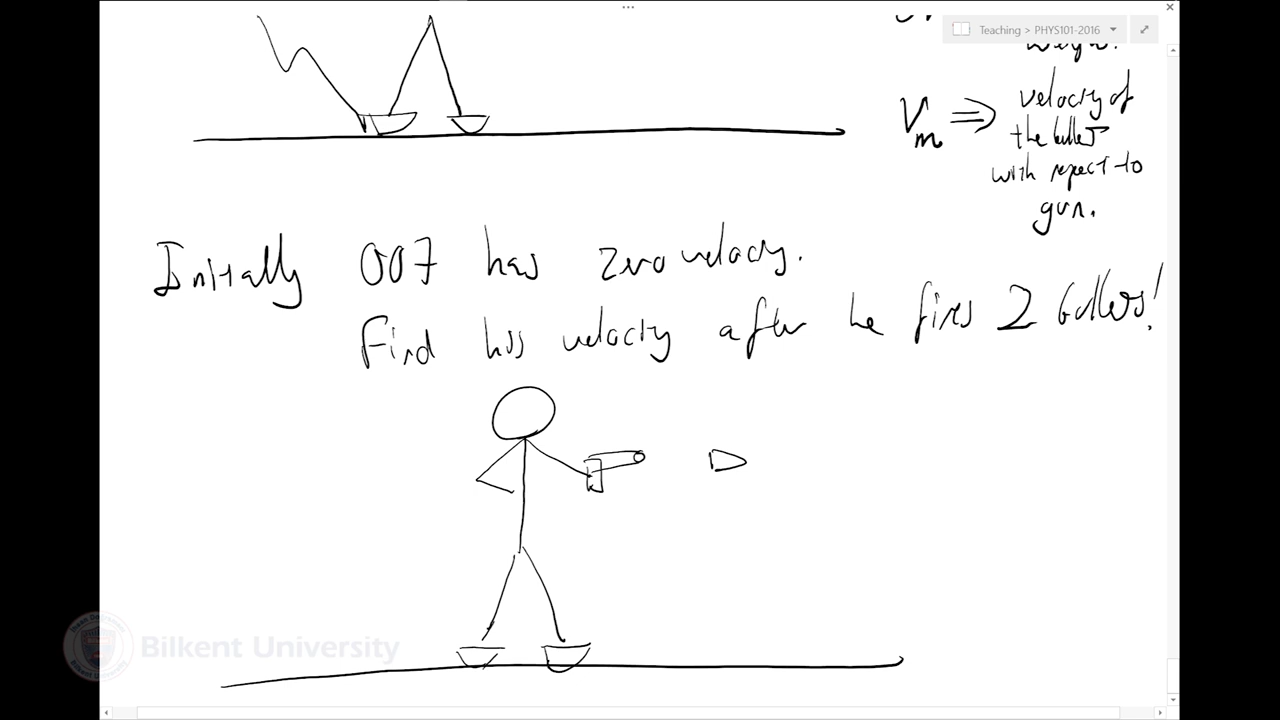 Teaching > PHYS101-2016
Vm ⇒ velocity of
the bullet
with repect to
gun.
Initially 007 has zero velocity.
Find his velocity after he fires 2 bullets!
Bilkent University